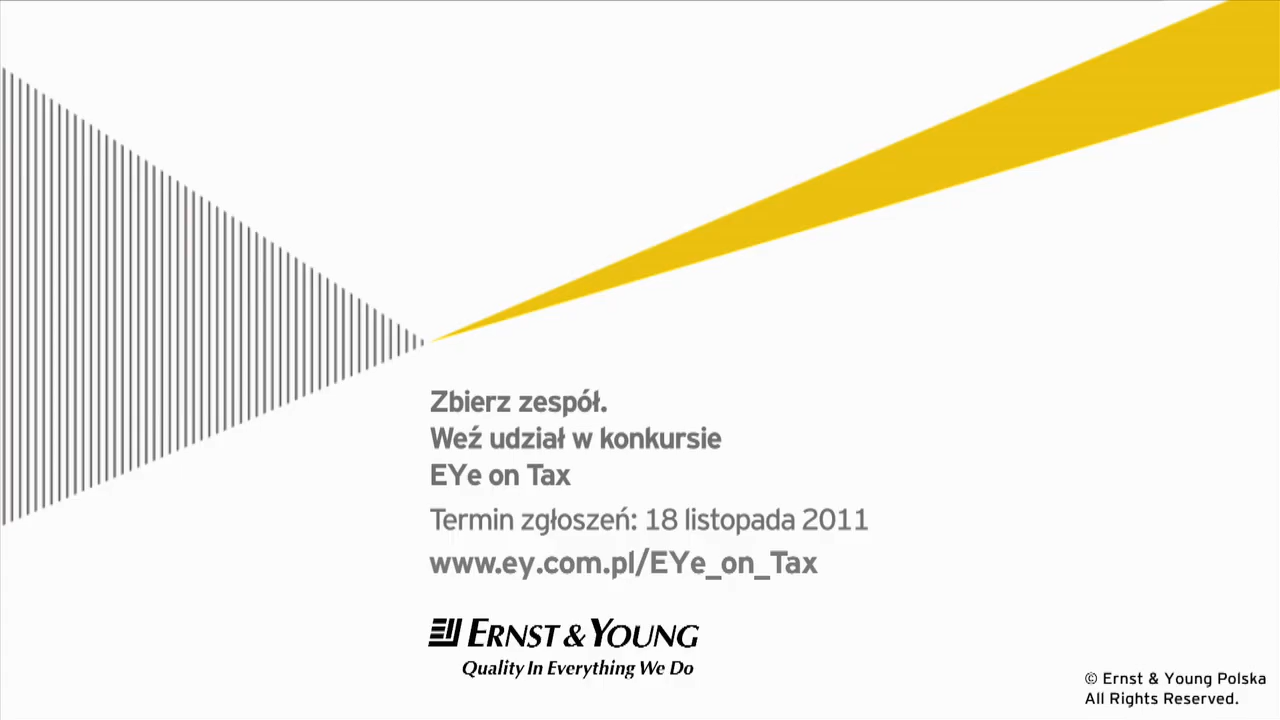 Zbierz zespół.
Weź udział w konkursie
EYe on Tax
Termin zgłoszeń: 18 listopada 2011
www.ey.com.pl/EYe_on_Tax
ERNST & YOUNG
Quality In Everything We Do
© Ernst & Young Polska
All Rights Reserved.